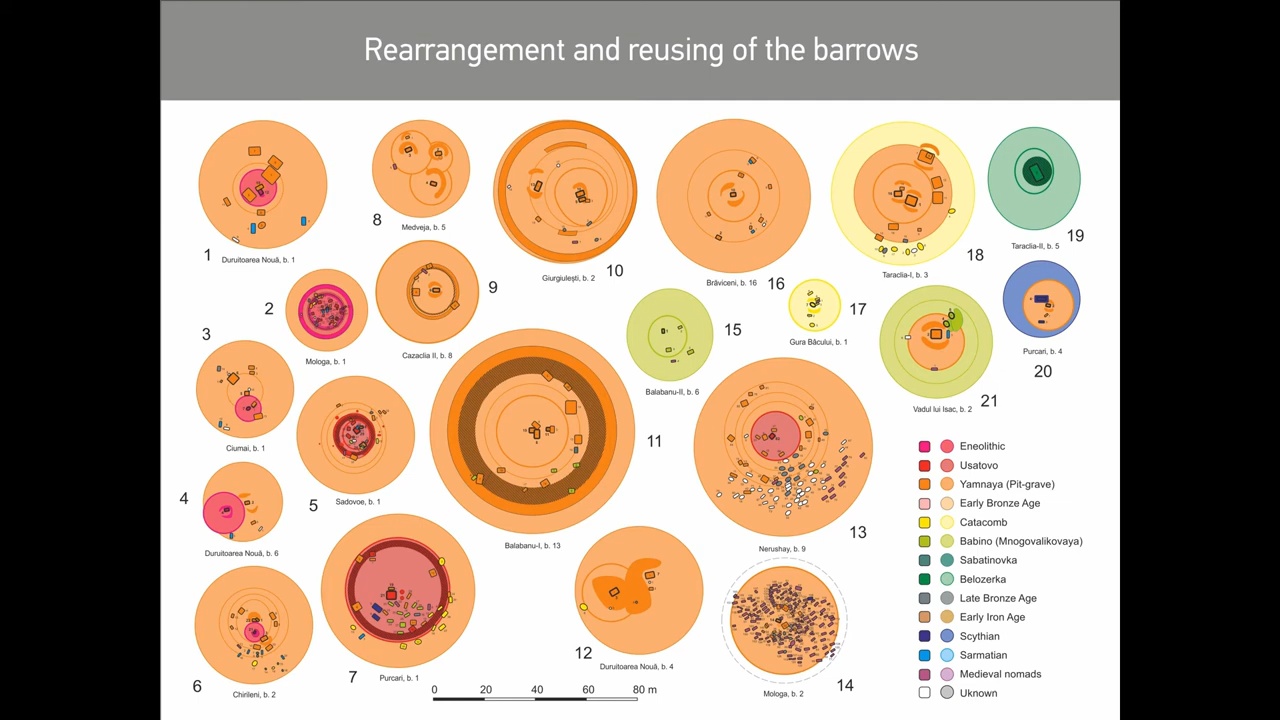 Rearrangement and reusing of the barrows
1
Duruitoarea Nouă, b. 1
8
Medveja, b. 5
10
Giurgiulești, b. 2
16
Brăviceni, b. 16
18
Taraclia-I, b. 3
19
Taraclia-II, b. 5
2
Mologa, b. 1
9
Cazaclia II, b. 8
3
Ciumai, b. 1
15
Balabanu-II, b. 6
17
Gura Bâcului, b. 1
21
Vadul lui Isac, b. 2
20
Purcari, b. 4
5
Sadovoe, b. 1
11
Balabanu-I, b. 13
13
Nerushay, b. 9
4
Duruitoarea Nouă, b. 6
6
Chirileni, b. 2
7
Purcari, b. 1
12
Duruitoarea Nouă, b. 4
14
Mologa, b. 2
Eneolithic
Usatovo
Yamnaya (Pit-grave)
Early Bronze Age
Catacomb
Babino (Mnogovalikovaya)
Sabatinovka
Belozerka
Late Bronze Age
Early Iron Age
Scythian
Sarmatian
Medieval nomads
Uknown
0 20 40 60 80 m